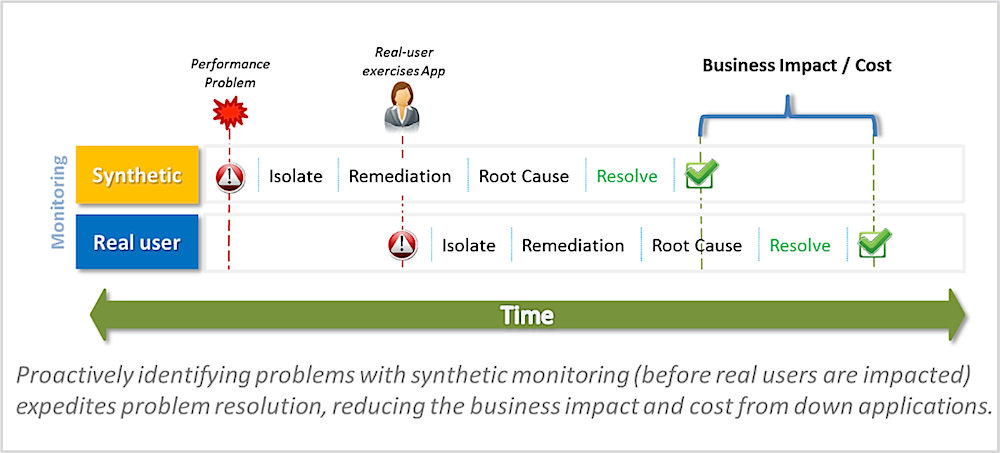 Performance
Problem
Real-user
exercises App
Business Impact / Cost
Monitoring
Synthetic
Isolate
Remediation
Root Cause
Resolve
Real user
Isolate
Remediation
Root Cause
Resolve
Time
Proactively identifying problems with synthetic monitoring (before real users are impacted)
expedites problem resolution, reducing the business impact and cost from down applications.